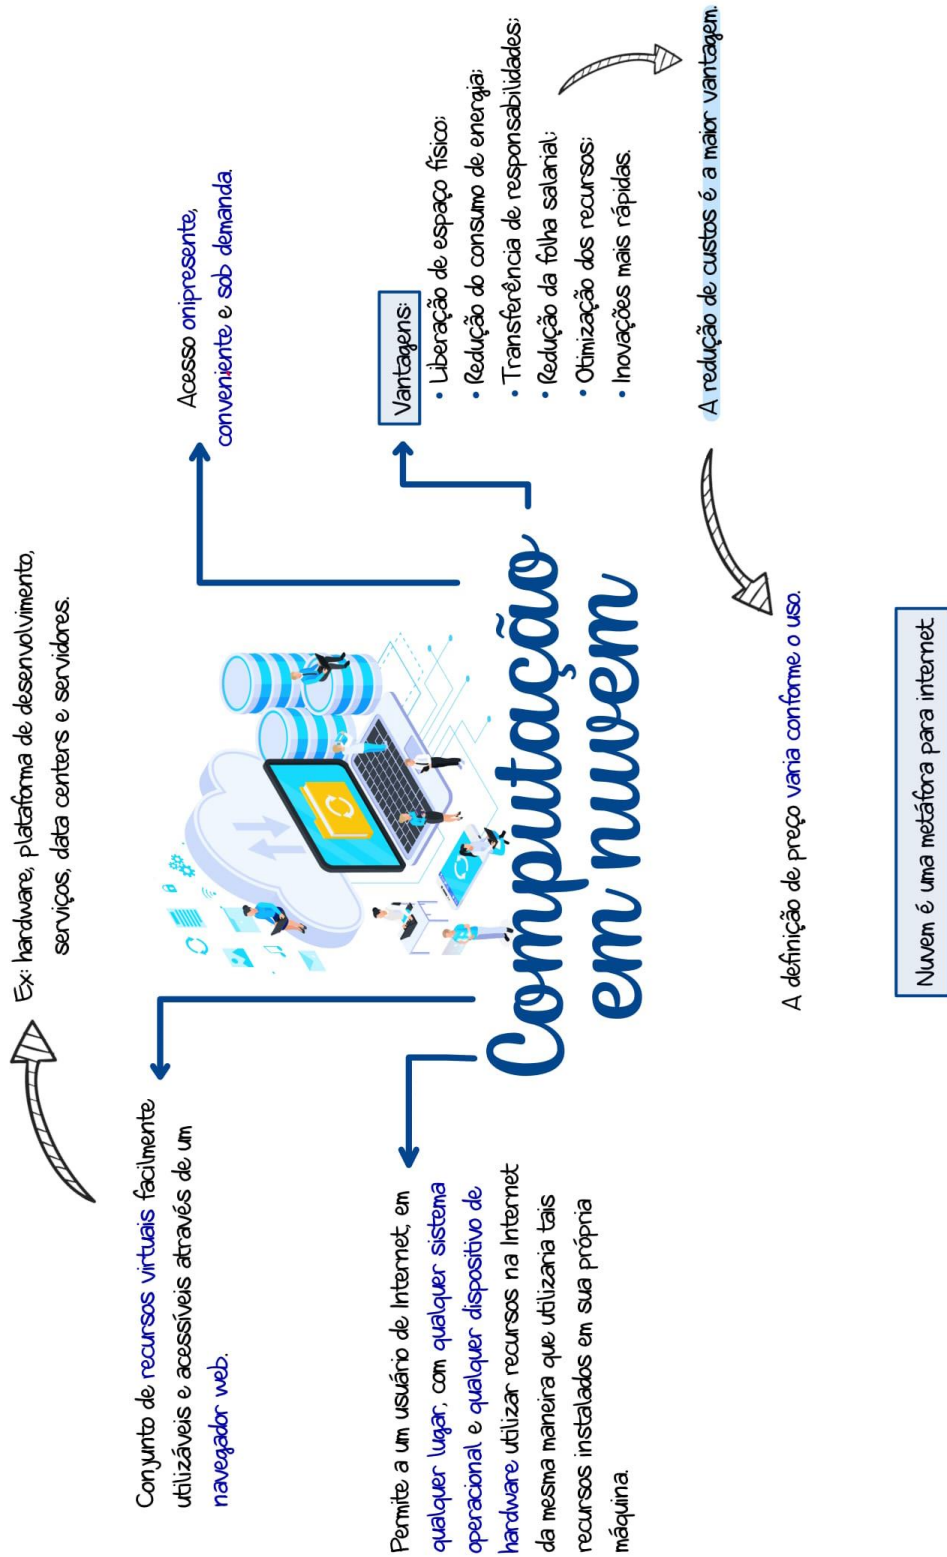 Ex: hardware, plataforma de desenvolvimento,
serviços, data centers e servidores.
Conjunto de recursos virtuais facilmente
utilizáveis e acessíveis através de um
navegador web.
Acesso onipresente,
conveniente e sob demanda.
Permite a um usuário de Internet, em
qualquer lugar, com qualquer sistema
operacional e qualquer dispositivo de
hardware utilizar recursos na Internet
da mesma maneira que utilizaria tais
recursos instalados em sua própria
máquina.
Computação
em nuvem
Vantagens:
• Liberação de espaço físico;
• Redução do consumo de energia;
• Transferência de responsabilidades;
• Redução da folha salarial;
• Otimização dos recursos;
• Inovações mais rápidas.
A redução de custos é a maior vantagem.
A definição de preço varia conforme o uso.
Nuvem é uma metáfora para internet